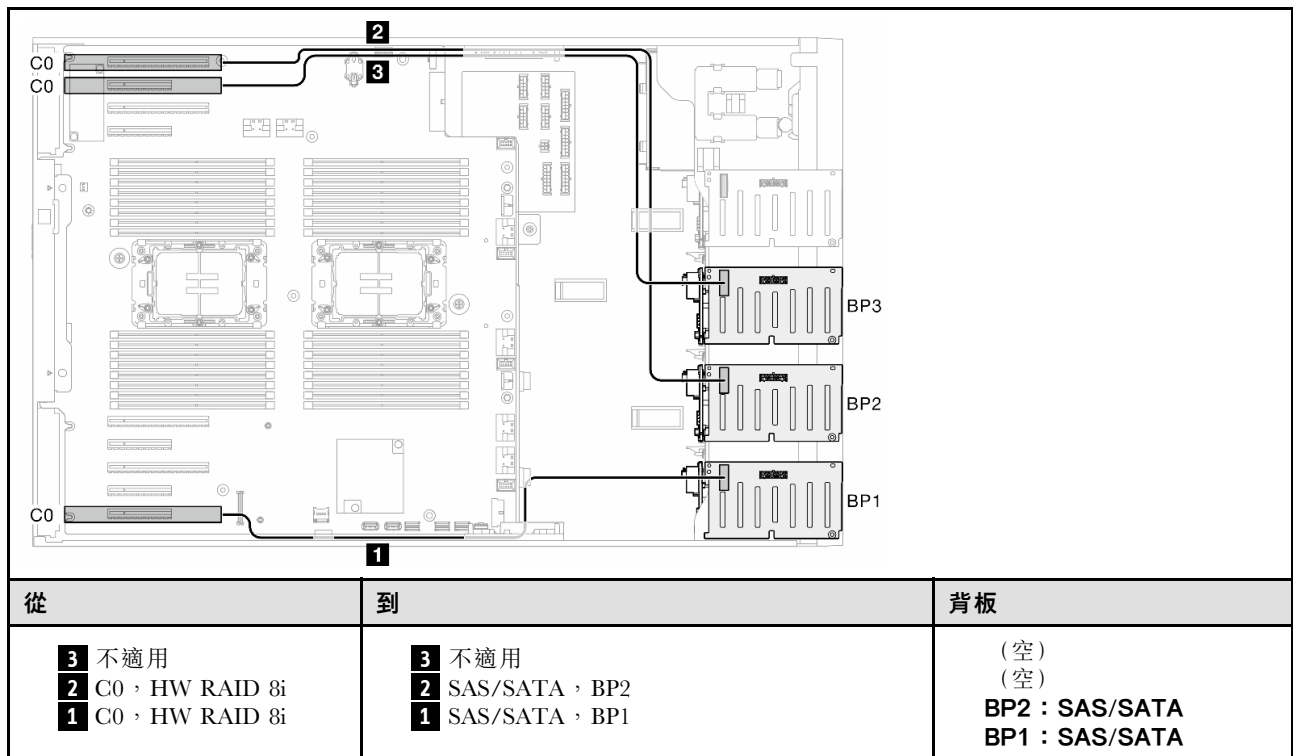 2
C0
3
C0
BP3
BP2
BP1
C0
1
從 到 背板
3 不適用 3 不適用 (空)
2 C0，HW RAID 8i 2 SAS/SATA，BP2 (空)
1 C0，HW RAID 8i 1 SAS/SATA，BP1 BP2：SAS/SATA
BP1：SAS/SATA